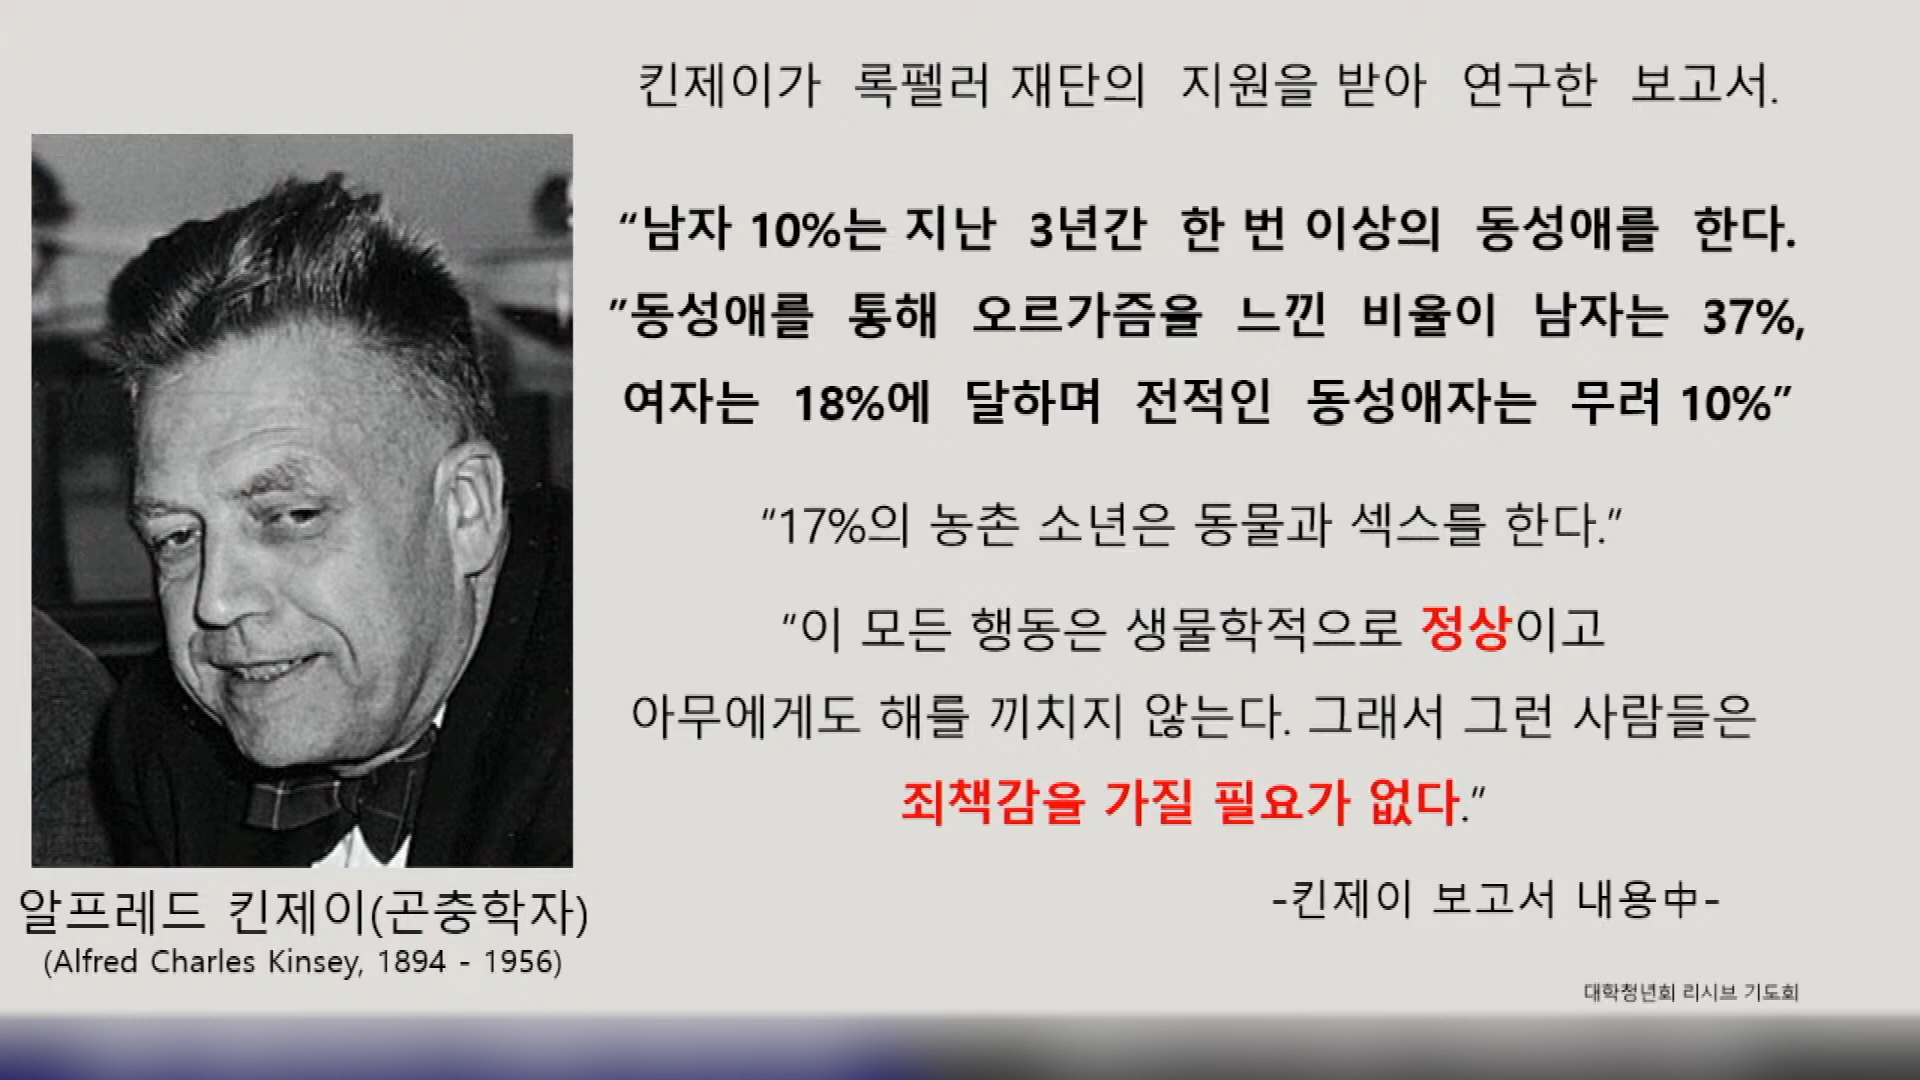 킨제이가 록펠러 재단의 지원을 받아 연구한 보고서.
“남자 10%는 지난 3년간 한 번 이상의 동성애를 한다.
”동성애를 통해 오르가즘을 느낀 비율이 남자는 37%,
여자는 18%에 달하며 전적인 동성애자는 무려 10%”
“17%의 농촌 소년은 동물과 섹스를 한다.”
“이 모든 행동은 생물학적으로 정상이고
아무에게도 해를 끼치지 않는다. 그래서 그런 사람들은
죄책감을 가질 필요가 없다.”
-킨제이 보고서 내용中-
알프레드 킨제이(곤충학자)
(Alfred Charles Kinsey, 1894 - 1956)
대학청년회 리시브 기도회